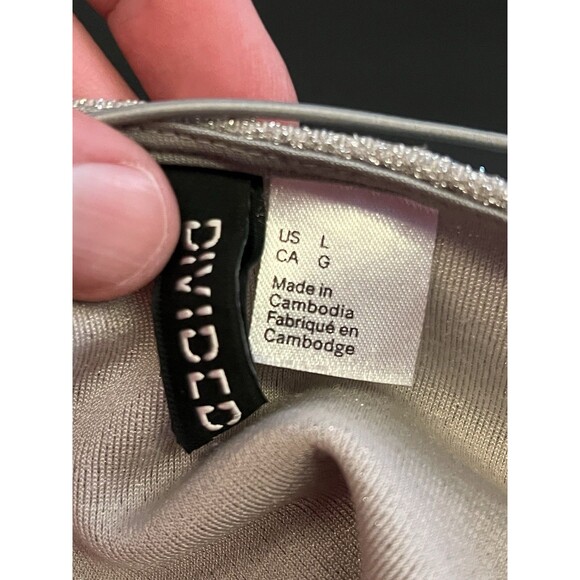 DIVIDED
US L
CA G
Made in
Cambodia
Fabriqué en
Cambodge